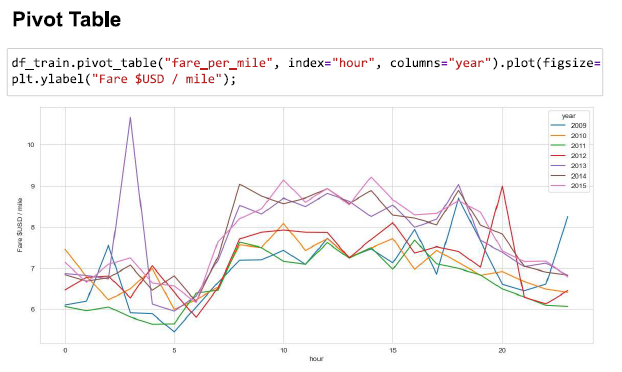 Pivot Table
df_train.pivot_table("fare_per_mile", index="hour", columns="year").plot(figsize=
plt.ylabel("Fare $USD / mile");
year
2009
2010
2011
2012
2013
2014
2015
10
9
8
7
6
Fare $USD / mile
0 5 10 15 20
hour